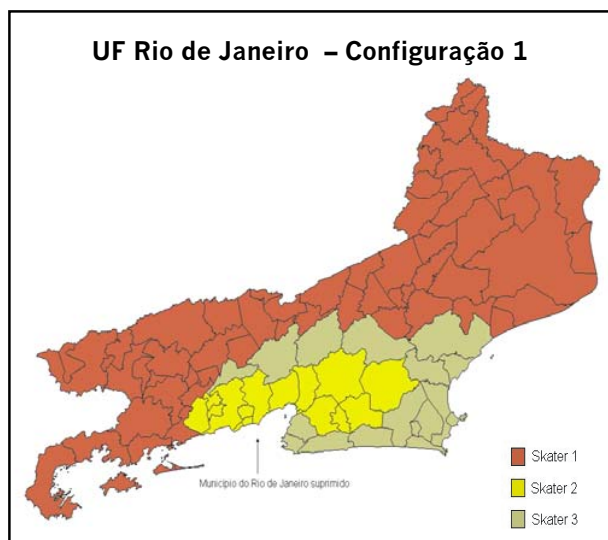 UF Rio de Janeiro – Configuração 1
Município do Rio de Janeiro suprimido
Skater 1
Skater 2
Skater 3